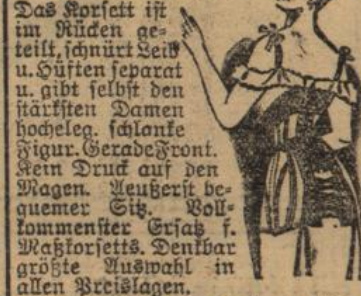 Das Korsett ist
im Rücken ge-
teilt, schnürt Leib
u. Hüften separat
u. gibt selbst den
stärksten Damen
hocheleg. schlanke
Figur. Gerade Front.
Kein Druck auf den
Magen. Aeußerst be-
quemer Sitz. Voll-
kommenster Ersatz f.
Maßkorsetts. Denkbar
größte Auswahl in
allen Preislagen.